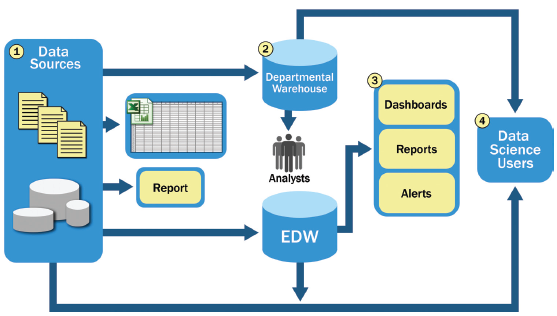 1
Data
Sources
Report
2
Departmental
Warehouse
Analysts
EDW
3
Dashboards
Reports
Alerts
4
Data
Science
Users